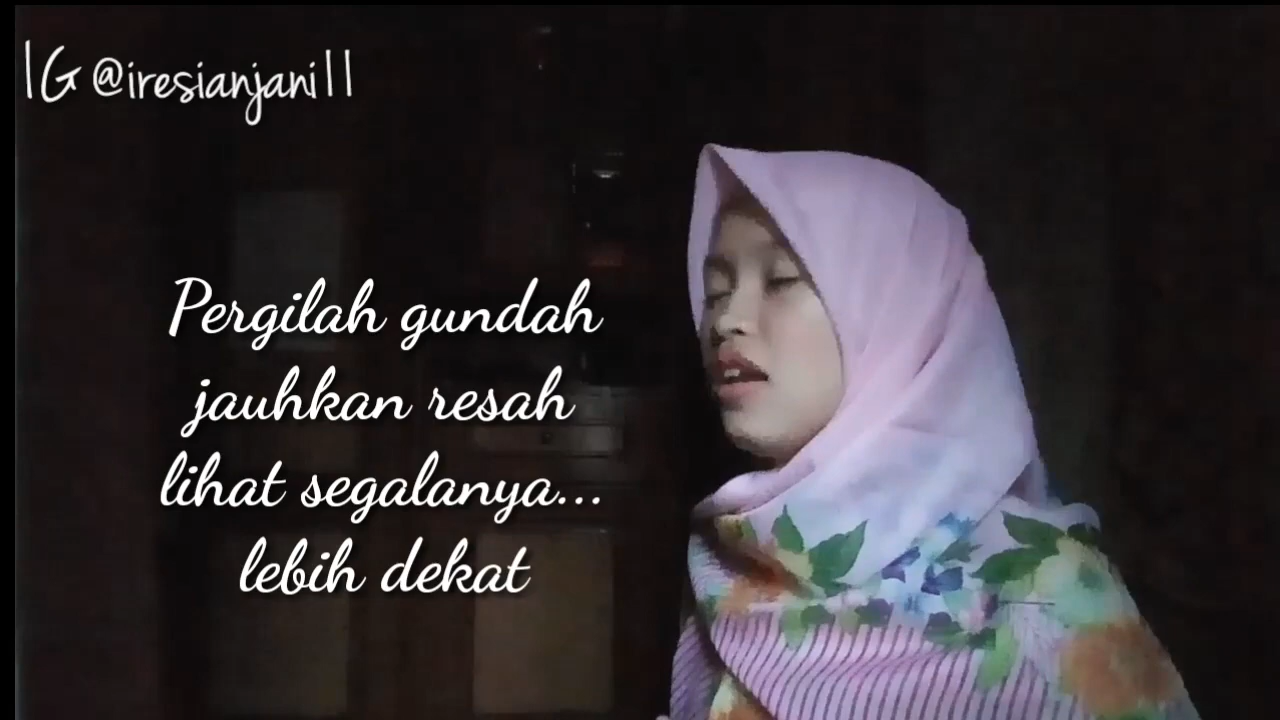 IG @iresianjani11
Pergilah gundah
jauhkan resah
lihat segalanya...
lebih dekat